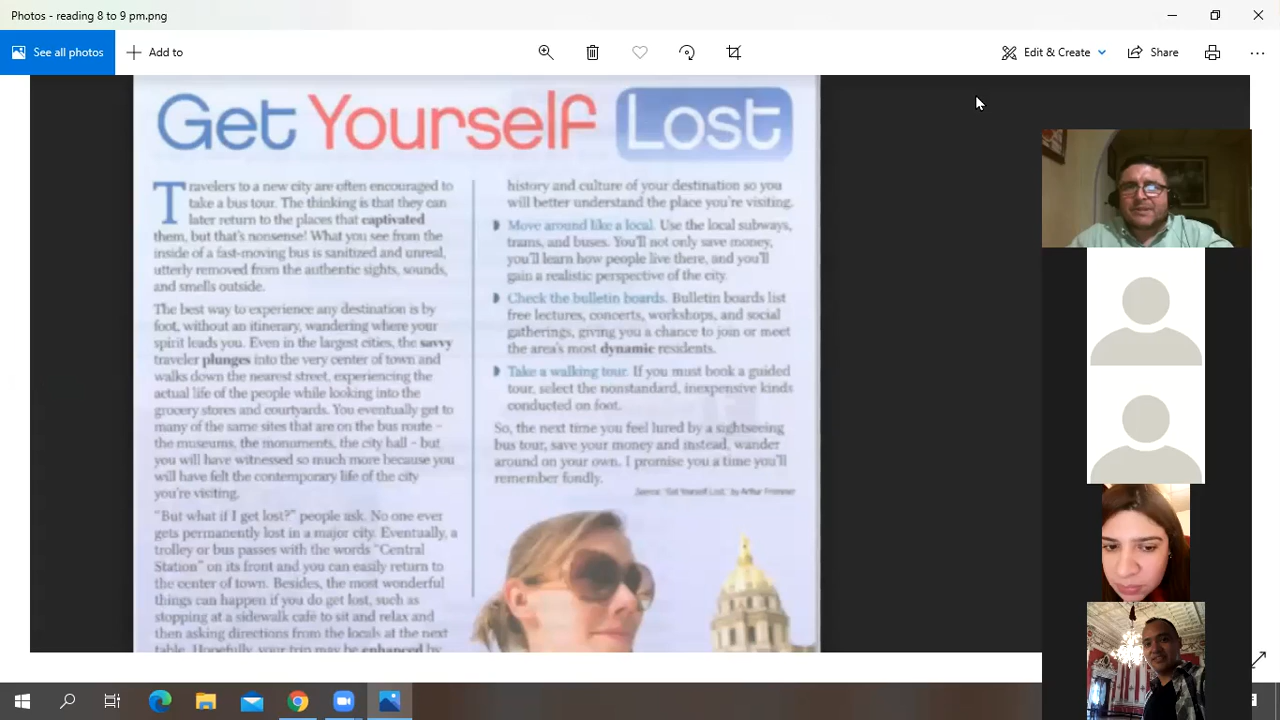 Photos - reading 8 to 9 pm.png
See all photos
Add to
Edit & Create
Share
Get Yourself Lost
Travelers to a new city are often encouraged to
take a bus tour. The thinking is that they can
later return to the places that captivated
them, but that's nonsense! What you see from the
inside of a fast-moving bus is sanitized and unreal,
utterly removed from the authentic sights, sounds,
and smells outside.
The best way to experience any destination is by
foot, without an itinerary, wandering where your
spirit leads you. Even in the largest cities, the savvy
traveler plunges into the very center of town and
walks down the nearest street, experiencing the
actual life of the people while looking into the
grocery stores and courtyards. You eventually get to
many of the same sites that are on the bus route –
the museums, the monuments, the city hall – but
you will have witnessed so much more because you
will have felt the contemporary life of the city
you're visiting.
"But what if I get lost?" people ask. No one ever
gets permanently lost in a major city. Eventually, a
trolley or bus passes with the words "Central
Station" on its front and you can easily return to
the center of town. Besides, the most wonderful
things can happen if you do get lost, such as
stopping at a sidewalk café to sit and relax and
then asking directions from the locals at the next
table. Hopefully, your trip may be enhanced by
history and culture of your destination so you
will better understand the place you're visiting.
Move around like a local. Use the local subways,
trams, and buses. You'll not only save money,
you'll learn how people live there, and you'll
gain a realistic perspective of the city.
Check the bulletin boards. Bulletin boards list
free lectures, concerts, workshops, and social
gatherings, giving you a chance to join or meet
the area's most dynamic residents.
Take a walking tour. If you must book a guided
tour, select the nonstandard, inexpensive kinds
conducted on foot.
So, the next time you feel lured by a sightseeing
bus tour, save your money and instead, wander
around on your own. I promise you a time you'll
remember fondly.
Source: "Get Yourself Lost," by Arthur Frommer